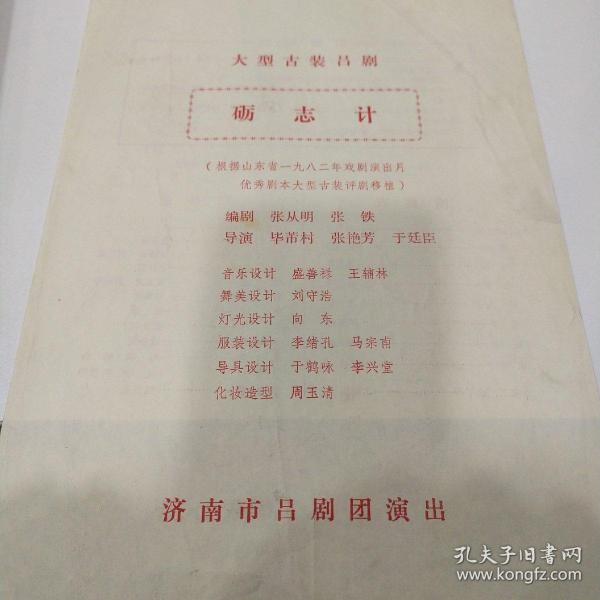 大型古装吕剧
砺志计
（根据山东省一九八二年戏剧演出月
优秀剧本大型古装评剧移植）
编剧 张从明 张铁
导演 毕芾村 张艳芳 于廷臣
音乐设计 盛善禄 王辅林
舞美设计 刘守浩
灯光设计 向东
服装设计 李绪孔 马宗南
导具设计 于鹤咏 李兴堂
化妆造型 周玉清
济南市吕剧团演出
孔夫子旧书网
www.kongfz.com